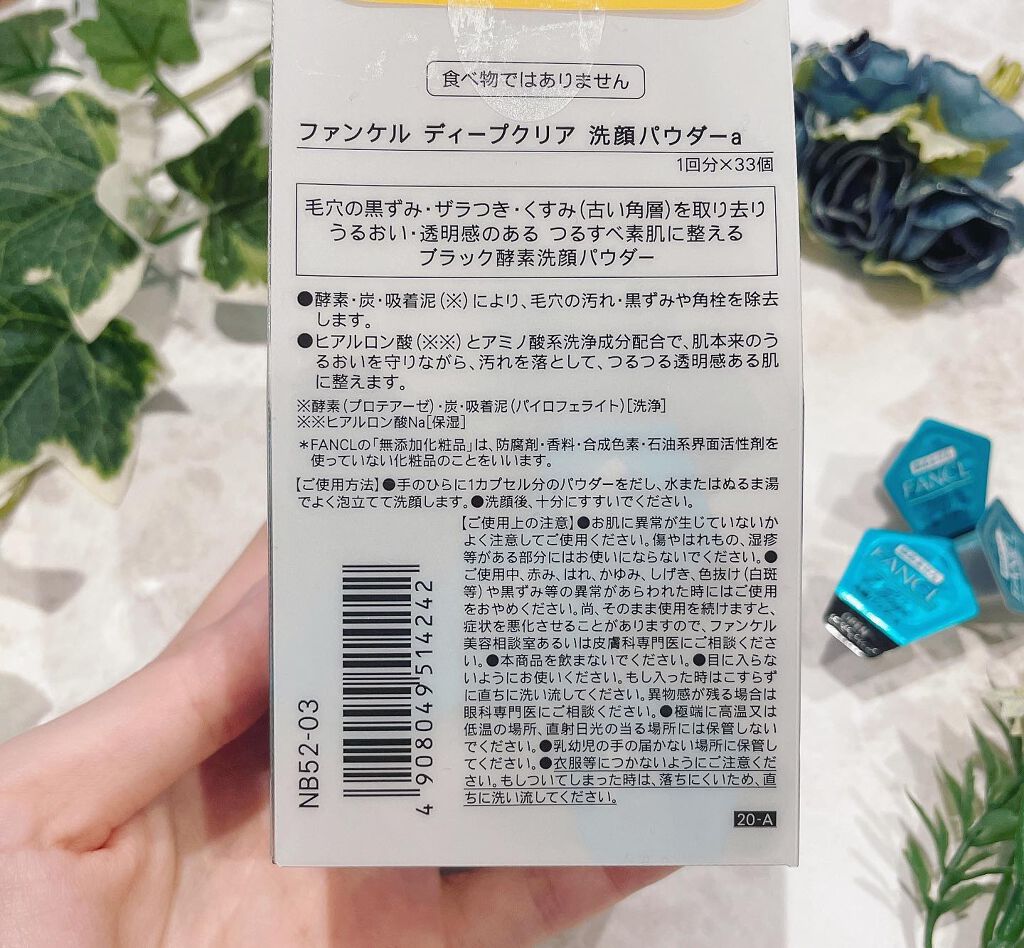 食べ物ではありません
ファンケル ディープクリア 洗顔パウダーa
1回分×33個
毛穴の黒ずみ・ザラつき・くすみ(古い角層)を取り去り
うるおい・透明感のある つるすべ素肌に整える
ブラック酵素洗顔パウダー
●酵素・炭・吸着泥(※)により、毛穴の汚れ・黒ずみや角栓を除去
します。
●ヒアルロン酸(※※)とアミノ酸系洗浄成分配合で、肌本来のう
るおいを守りながら、汚れを落として、つるつる透明感ある肌
に整えます。
※酵素(プロテアーゼ)・炭・吸着泥(パイロフェライト)[洗浄]
※※ヒアルロン酸Na[保湿]
*FANCLの「無添加化粧品」は、防腐剤・香料・合成色素・石油系界面活性剤を
使っていない化粧品のことをいいます。
【ご使用方法】●手のひらに1カプセル分のパウダーをだし、水またはぬるま湯
でよく泡立てて洗顔します。●洗顔後、十分にすすいでください。
【ご使用上の注意】●お肌に異常が生じていないか
よく注意してご使用ください。傷やはれもの、湿疹
等がある部分にはお使いにならないでください。●
ご使用中、赤み、はれ、かゆみ、しげき、色抜け(白斑
等)や黒ずみ等の異常があらわれた時にはご使用
をおやめください。尚、そのまま使用を続けますと、
症状を悪化させることがありますので、ファンケル
美容相談室あるいは皮膚科専門医にご相談くださ
い。●本商品を飲まないでください。●目に入らな
いようにお使いください。もし入った時はこすらず
に直ちに洗い流してください。異物感が残る場合は
眼科専門医にご相談ください。●極端に高温又は
低温の場所、直射日光の当る場所には保管しない
でください。●乳幼児の手の届かない場所に保管し
てください。●衣服等につかないようにご注意くだ
さい。もしついてしまった時は、落ちにくいため、直
ちに洗い流してください。
20-A
NB52-03
4 908049 514242
FANCL
FANCL